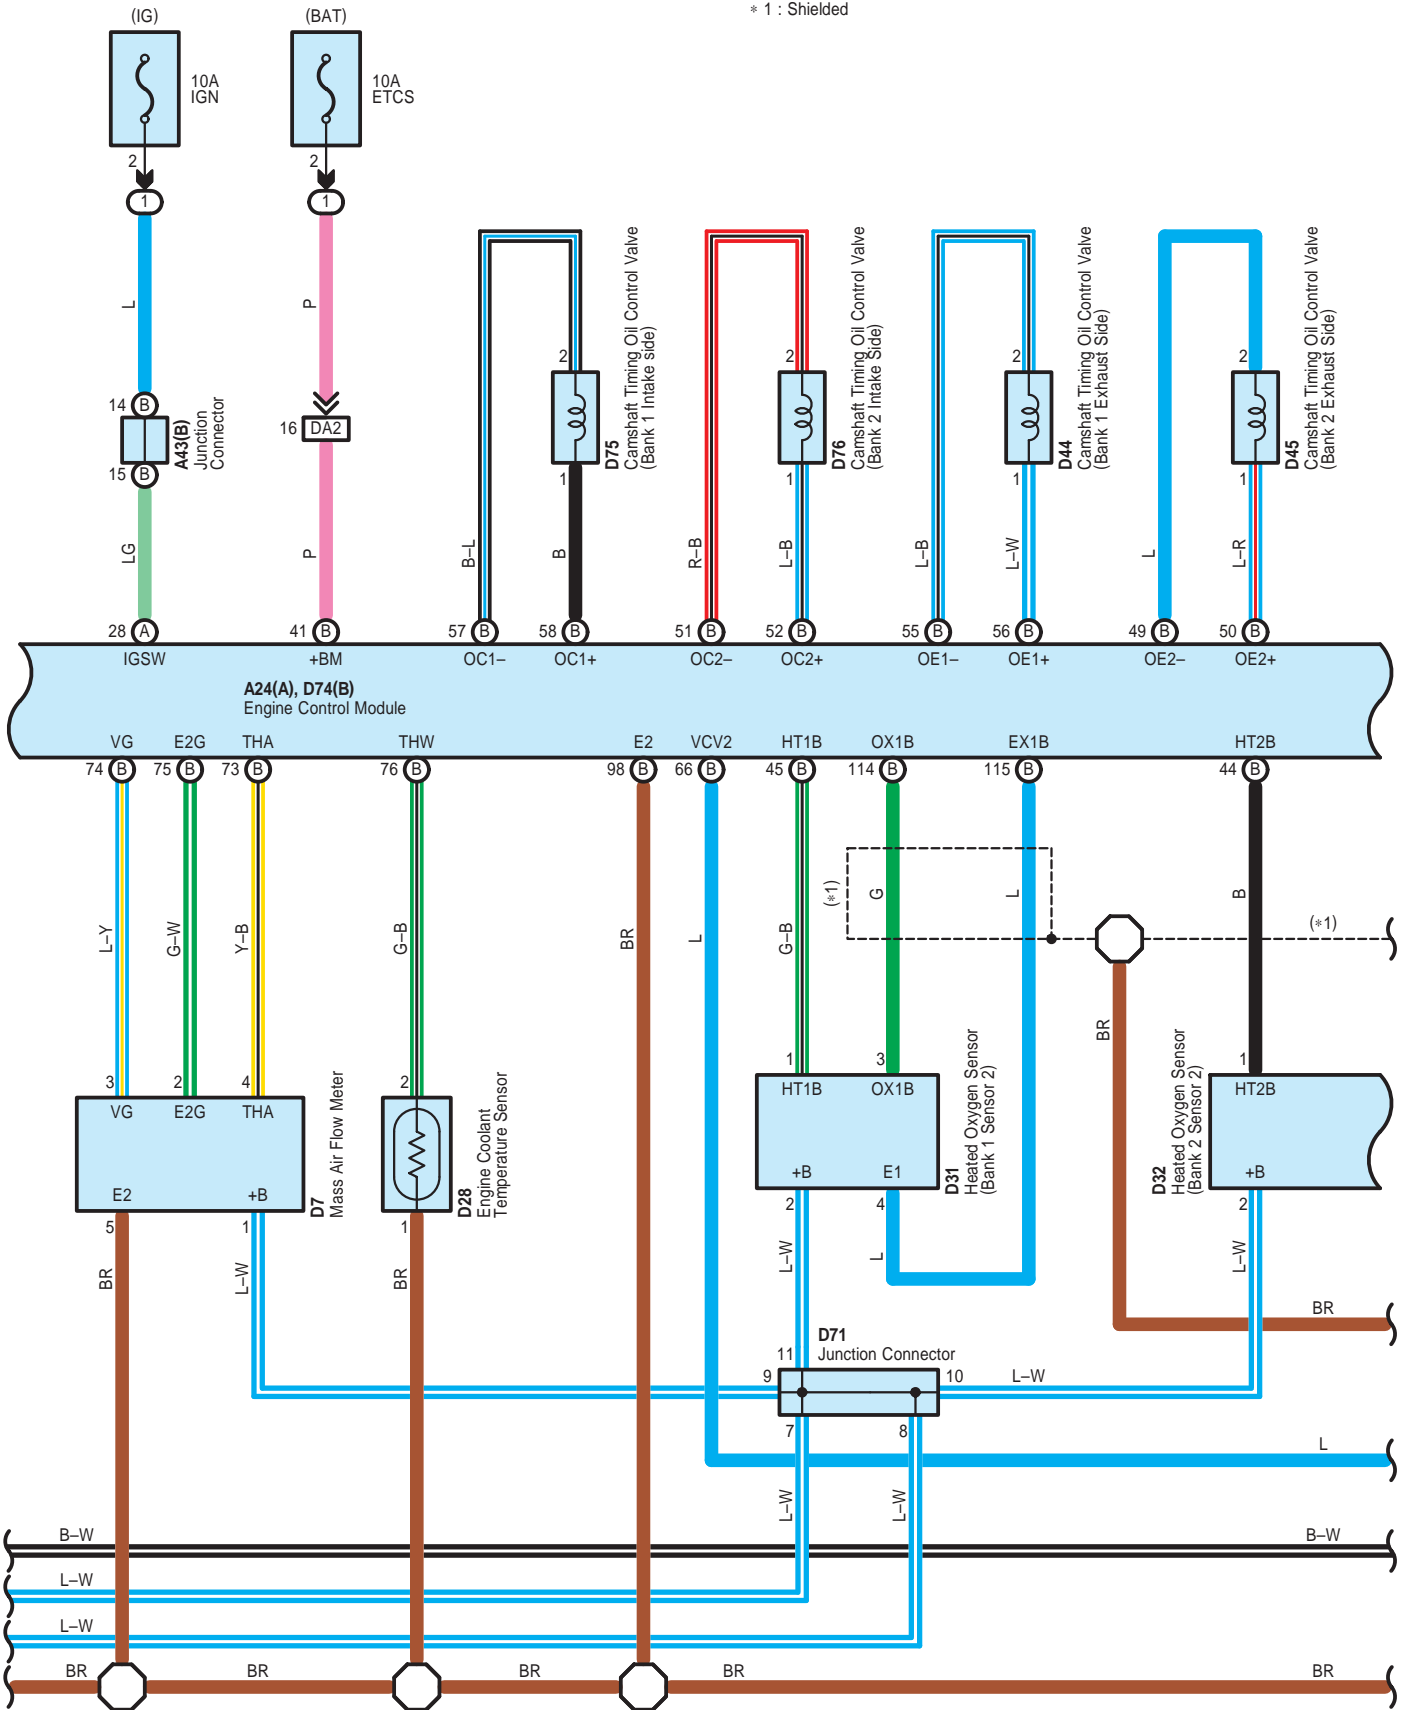 ∗ 1 : Shielded
(IG)
(BAT)
10A
IGN
10A
ETCS
2
2
1
1
L
P
14
B
A43(B)
Junction
Connector
15
B
16
DA2
LG
P
2
D75
Camshaft Timing Oil Control Valve
(Bank 1 Intake side)
1
B–L
B
2
D76
Camshaft Timing Oil Control Valve
(Bank 2 Intake Side)
1
R–B
L–B
2
D44
Camshaft Timing Oil Control Valve
(Bank 1 Exhaust Side)
1
L–B
L–W
2
D45
Camshaft Timing Oil Control Valve
(Bank 2 Exhaust Side)
1
L
L–R
28 A
41 B
57 B
58 B
51 B
52 B
55 B
56 B
49 B
50 B
IGSW
+BM
OC1–
OC1+
OC2–
OC2+
OE1–
OE1+
OE2–
OE2+
A24(A), D74(B)
Engine Control Module
VG
E2G
THA
THW
E2
VCV2
HT1B
OX1B
EX1B
HT2B
74 B
75 B
73 B
76 B
98 B
66 B
45 B
114 B
115 B
44 B
L–Y
G–W
Y–B
G–B
BR
L
G–B
(∗1)
G
L
B
(∗1)
BR
3
2
4
VG
E2G
THA
E2
+B
D7
Mass Air Flow Meter
5
1
BR
L–W
2
D28
Engine Coolant
Temperature Sensor
1
BR
1
3
HT1B
OX1B
+B
E1
D31
Heated Oxygen Sensor
(Bank 1 Sensor 2)
2
4
L–W
L
D32
Heated Oxygen Sensor
(Bank 2 Sensor 2)
1
HT2B
+B
2
L–W
BR
D71
Junction Connector
11
9
10
L–W
7
8
L
L–W
L–W
B–W
B–W
L–W
L–W
BR
BR
BR
BR
BR